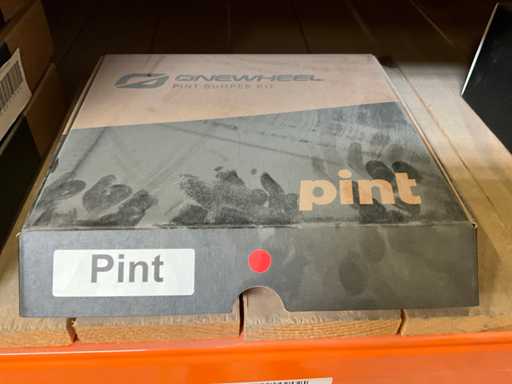 ONEWHEEL
PINT BUMPER KIT
pint
Pint